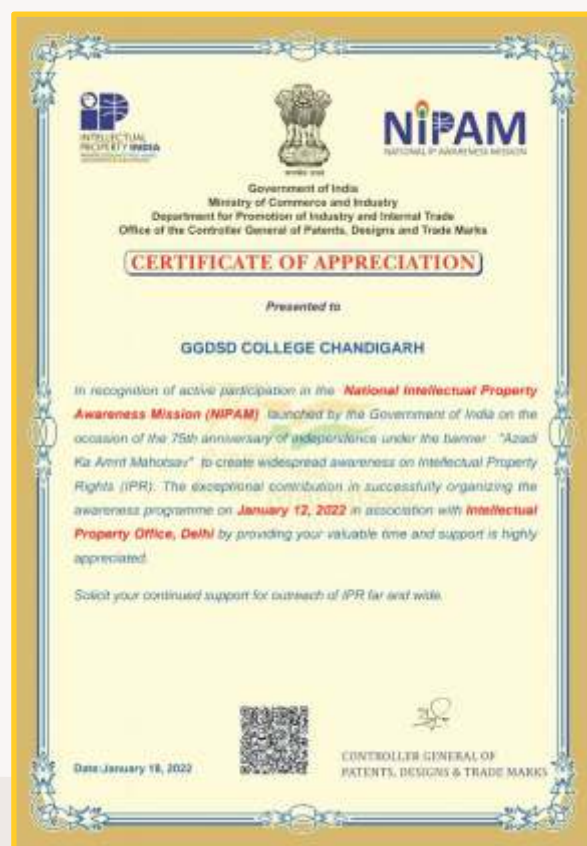 INTELLECTUAL
PROPERTY INDIA
सत्यमेव जयते
NiPAM
NATIONAL IP AWARENESS MISSION
Government of India
Ministry of Commerce and Industry
Department for Promotion of Industry and Internal Trade
Office of the Controller General of Patents, Designs and Trade Marks
CERTIFICATE OF APPRECIATION
Presented to
GGDSD COLLEGE CHANDIGARH
In recognition of active participation in the National Intellectual Property
Awareness Mission (NIPAM) launched by the Government of India on the
occasion of the 75th anniversary of independence under the banner "Azadi
Ka Amrit Mahotsav" to create widespread awareness on Intellectual Property
Rights (IPR). The exceptional contribution in successfully organizing the
awareness programme on January 12, 2022 in association with Intellectual
Property Office, Delhi by providing your valuable time and support is highly
appreciated.
Solicit your continued support for outreach of IPR far and wide.
Date:January 18, 2022
CONTROLLER GENERAL OF
PATENTS, DESIGNS & TRADE MARKS